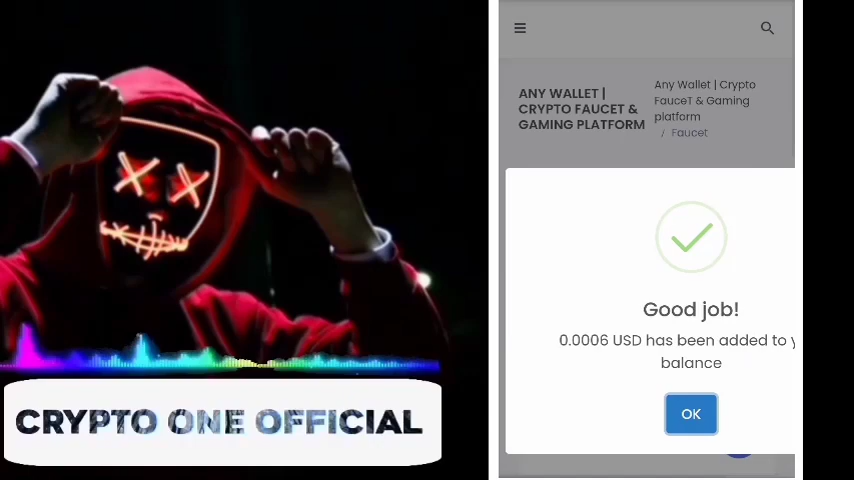 CRYPTO ONE OFFICIAL
ANY WALLET |
CRYPTO FAUCET &
GAMING PLATFORM
Any Wallet | Crypto
FauceT & Gaming
platform
/ Faucet
Good job!
0.0006 USD has been added to y
balance
OK